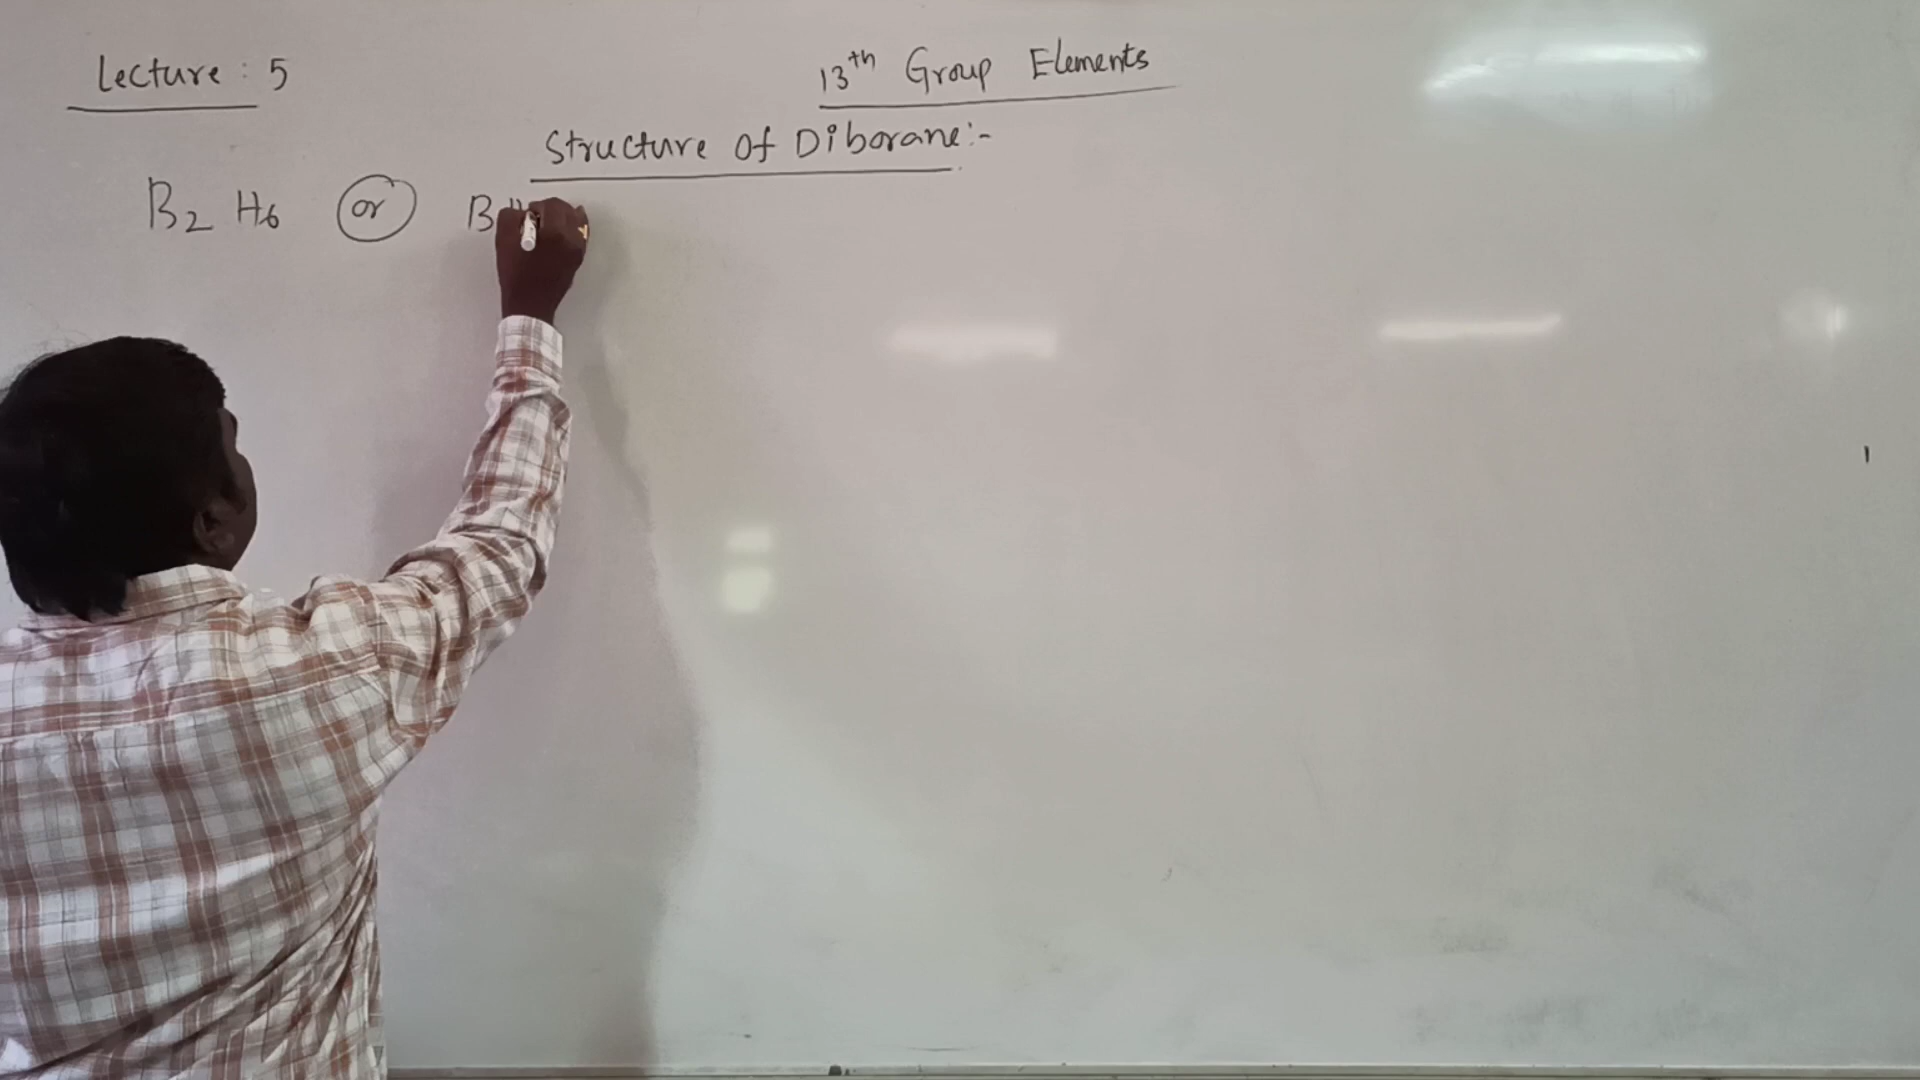 Lecture : 5
13th Group Elements
Structure of Diborane:-
B2 H6 or B